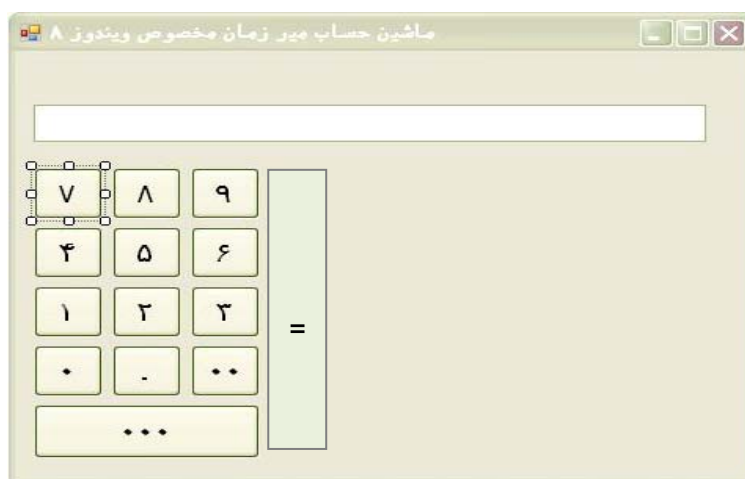 ماشین حساب میر زمان مخصوص ویندوز ۸
۷ ۸ ۹
۴ ۵ ۶
۱ ۲ ۳
=
۰ . ۰۰
۰۰۰